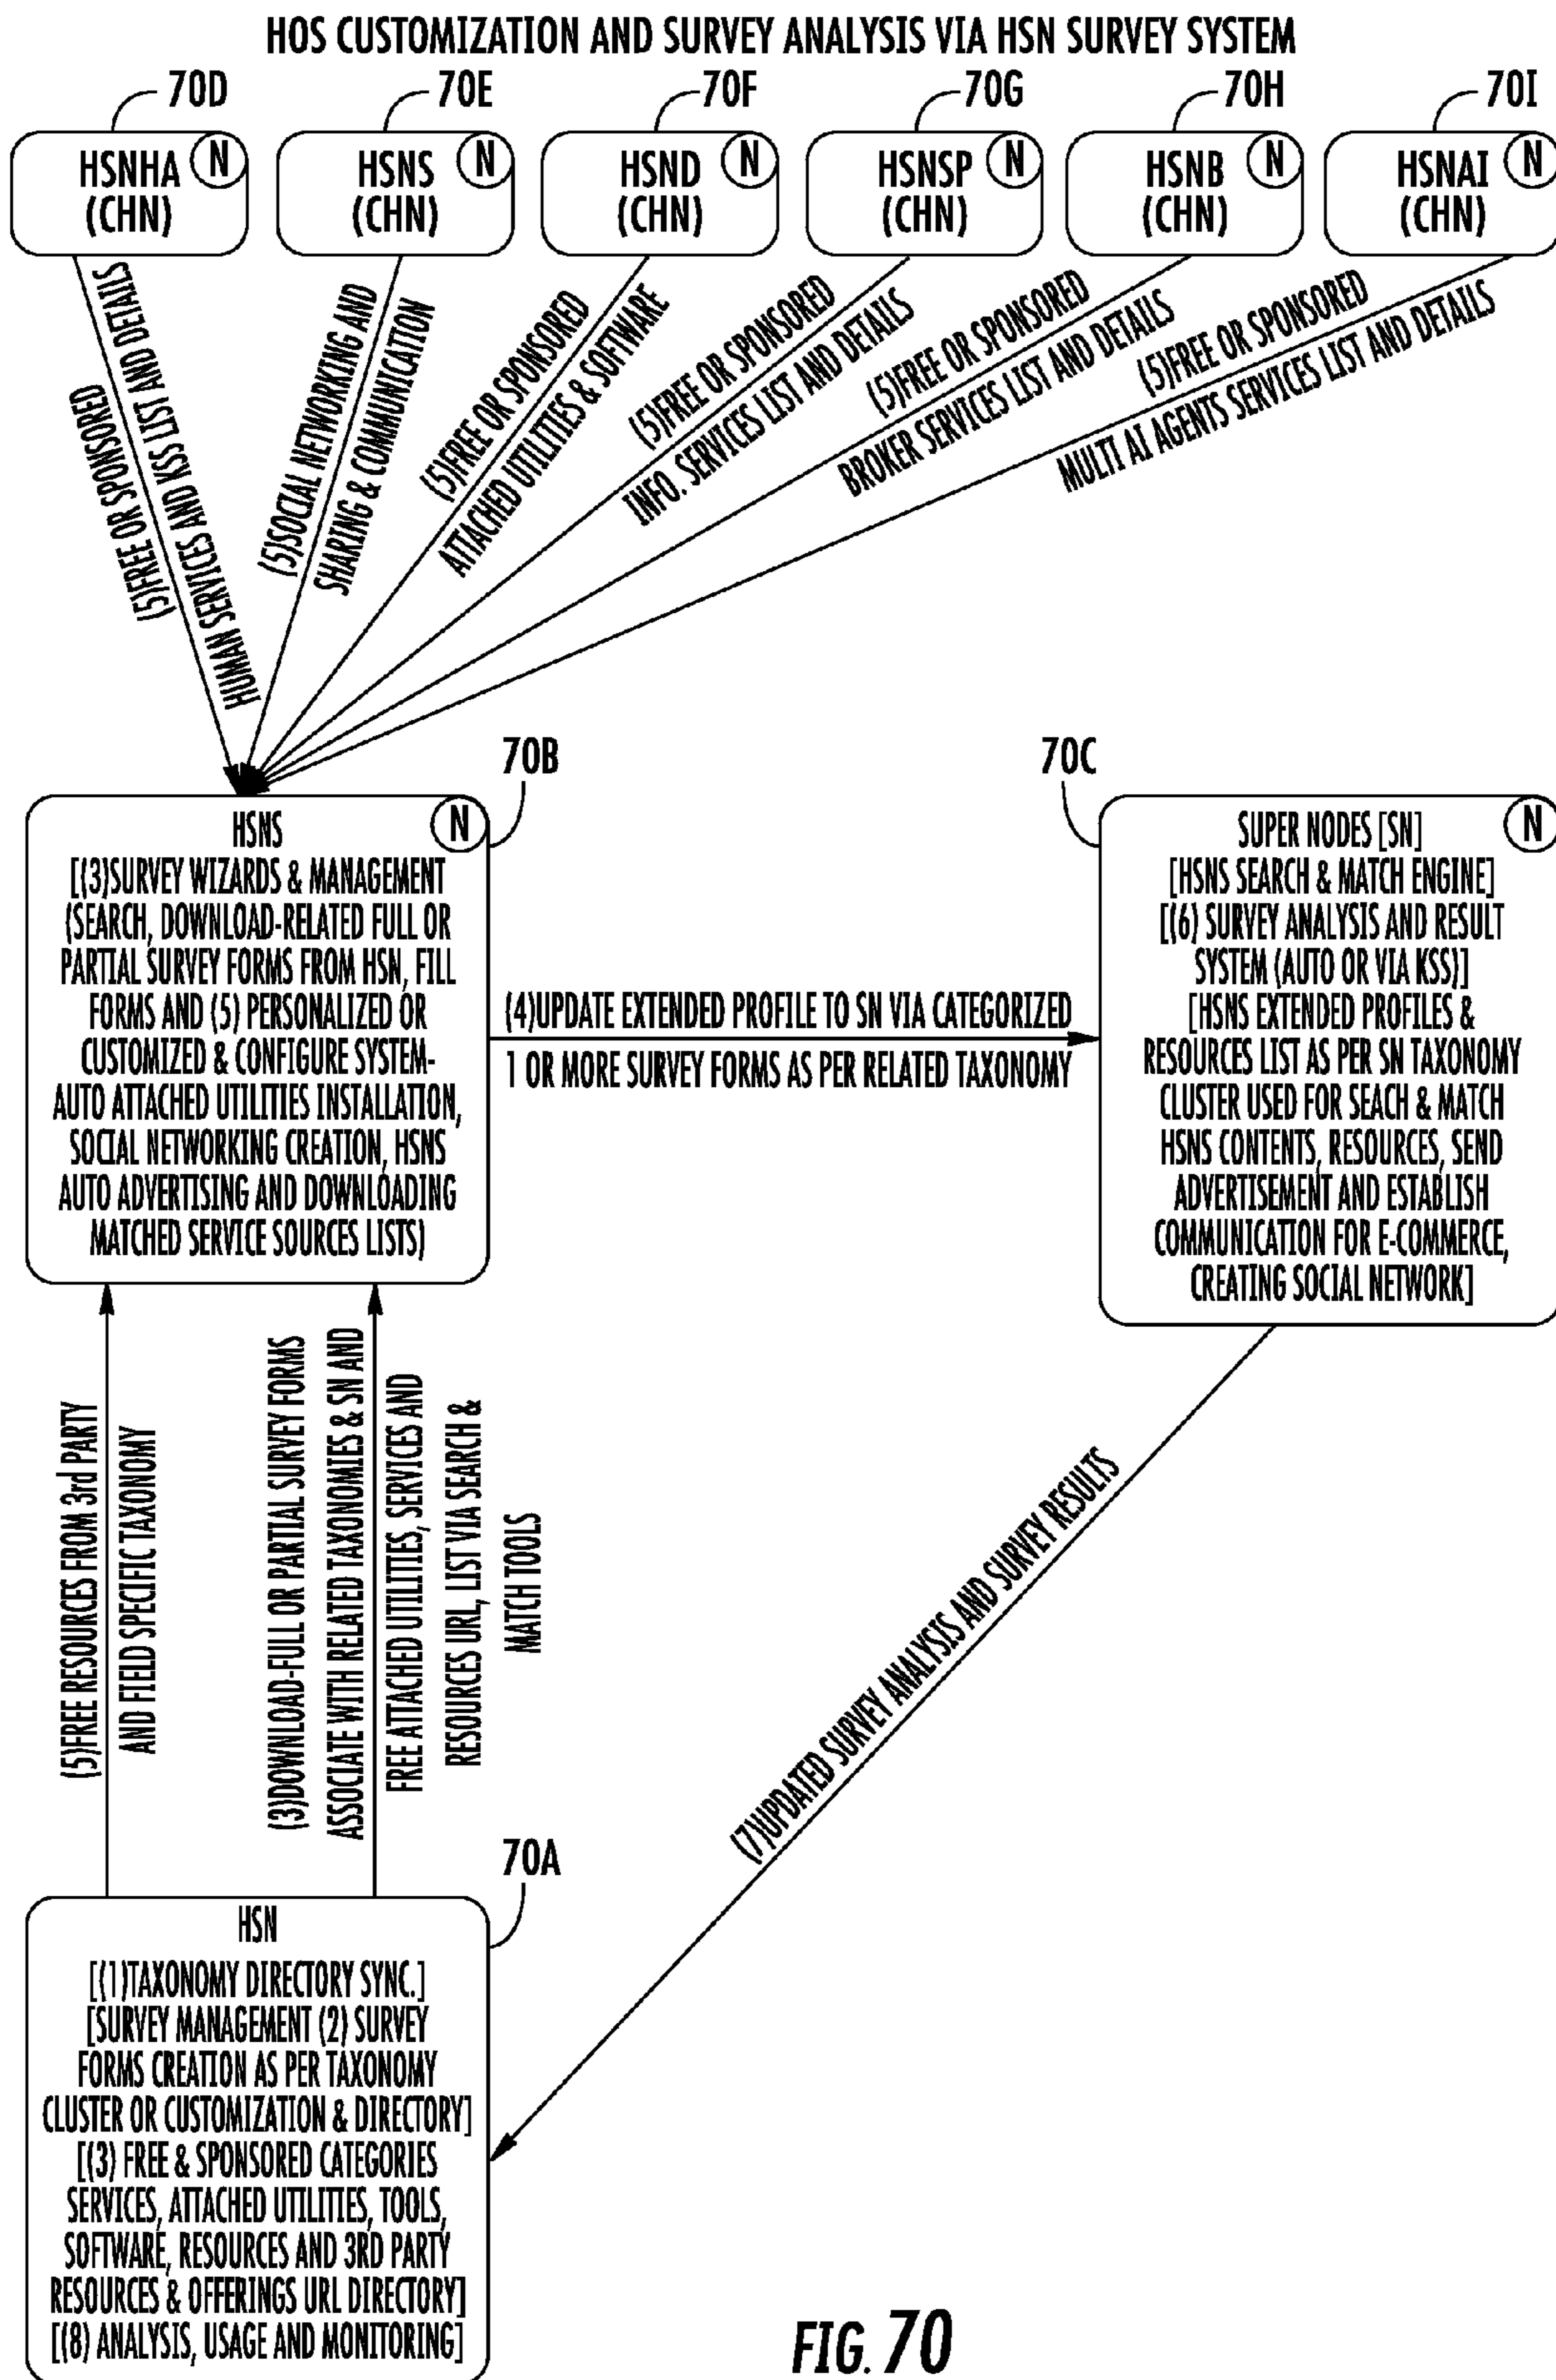 HOS CUSTOMIZATION AND SURVEY ANALYSIS VIA HSN SURVEY SYSTEM
70D
70E
70F
70G
70H
70I
HSNHA
(CHN)
N
HSNS
(CHN)
N
HSND
(CHN)
N
HSNSP
(CHN)
N
HSNB
(CHN)
N
HSNAI
(CHN)
N
(5)FREE OR SPONSORED
HUMAN SERVICES AND KSS LIST AND DETAILS
(5)SOCIAL NETWORKING AND
SHARING & COMMUNICATION
(5)FREE OR SPONSORED
ATTACHED UTILITIES & SOFTWARE
(5)FREE OR SPONSORED
INFO. SERVICES LIST AND DETAILS
(5)FREE OR SPONSORED
BROKER SERVICES LIST AND DETAILS
(5)FREE OR SPONSORED
MULTI AI AGENTS SERVICES LIST AND DETAILS
70B
HSNS
N
[(3)SURVEY WIZARDS & MANAGEMENT
(SEARCH, DOWNLOAD-RELATED FULL OR
PARTIAL SURVEY FORMS FROM HSN, FILL
FORMS AND (5) PERSONALIZED OR
CUSTOMIZED & CONFIGURE SYSTEM-
AUTO ATTACHED UTILITIES INSTALLATION,
SOCIAL NETWORKING CREATION, HSNS
AUTO ADVERTISING AND DOWNLOADING
MATCHED SERVICE SOURCES LISTS)
(4)UPDATE EXTENDED PROFILE TO SN VIA CATEGORIZED
1 OR MORE SURVEY FORMS AS PER RELATED TAXONOMY
70C
SUPER NODES [SN]
N
[HSNS SEARCH & MATCH ENGINE]
[(6) SURVEY ANALYSIS AND RESULT
SYSTEM (AUTO OR VIA KSS)]
[HSNS EXTENDED PROFILES &
RESOURCES LIST AS PER SN TAXONOMY
CLUSTER USED FOR SEACH & MATCH
HSNS CONTENTS, RESOURCES, SEND
ADVERTISEMENT AND ESTABLISH
COMMUNICATION FOR E-COMMERCE,
CREATING SOCIAL NETWORK]
(5)FREE RESOURCES FROM 3rd PARTY
AND FIELD SPECIFIC TAXONOMY
(3)DOWNLOAD-FULL OR PARTIAL SURVEY FORMS
ASSOCIATE WITH RELATED TAXONOMIES & SN AND
FREE ATTACHED UTILITIES, SERVICES AND
RESOURCES URL, LIST VIA SEARCH &
MATCH TOOLS
(7)UPDATED SURVEY ANALYSIS AND SURVEY RESULTS
70A
HSN
[(1)TAXONOMY DIRECTORY SYNC.]
[SURVEY MANAGEMENT (2) SURVEY
FORMS CREATION AS PER TAXONOMY
CLUSTER OR CUSTOMIZATION & DIRECTORY]
[(3) FREE & SPONSORED CATEGORIES
SERVICES, ATTACHED UTILITIES, TOOLS,
SOFTWARE, RESOURCES AND 3RD PARTY
RESOURCES & OFFERINGS URL DIRECTORY]
[(8) ANALYSIS, USAGE AND MONITORING]
FIG. 70